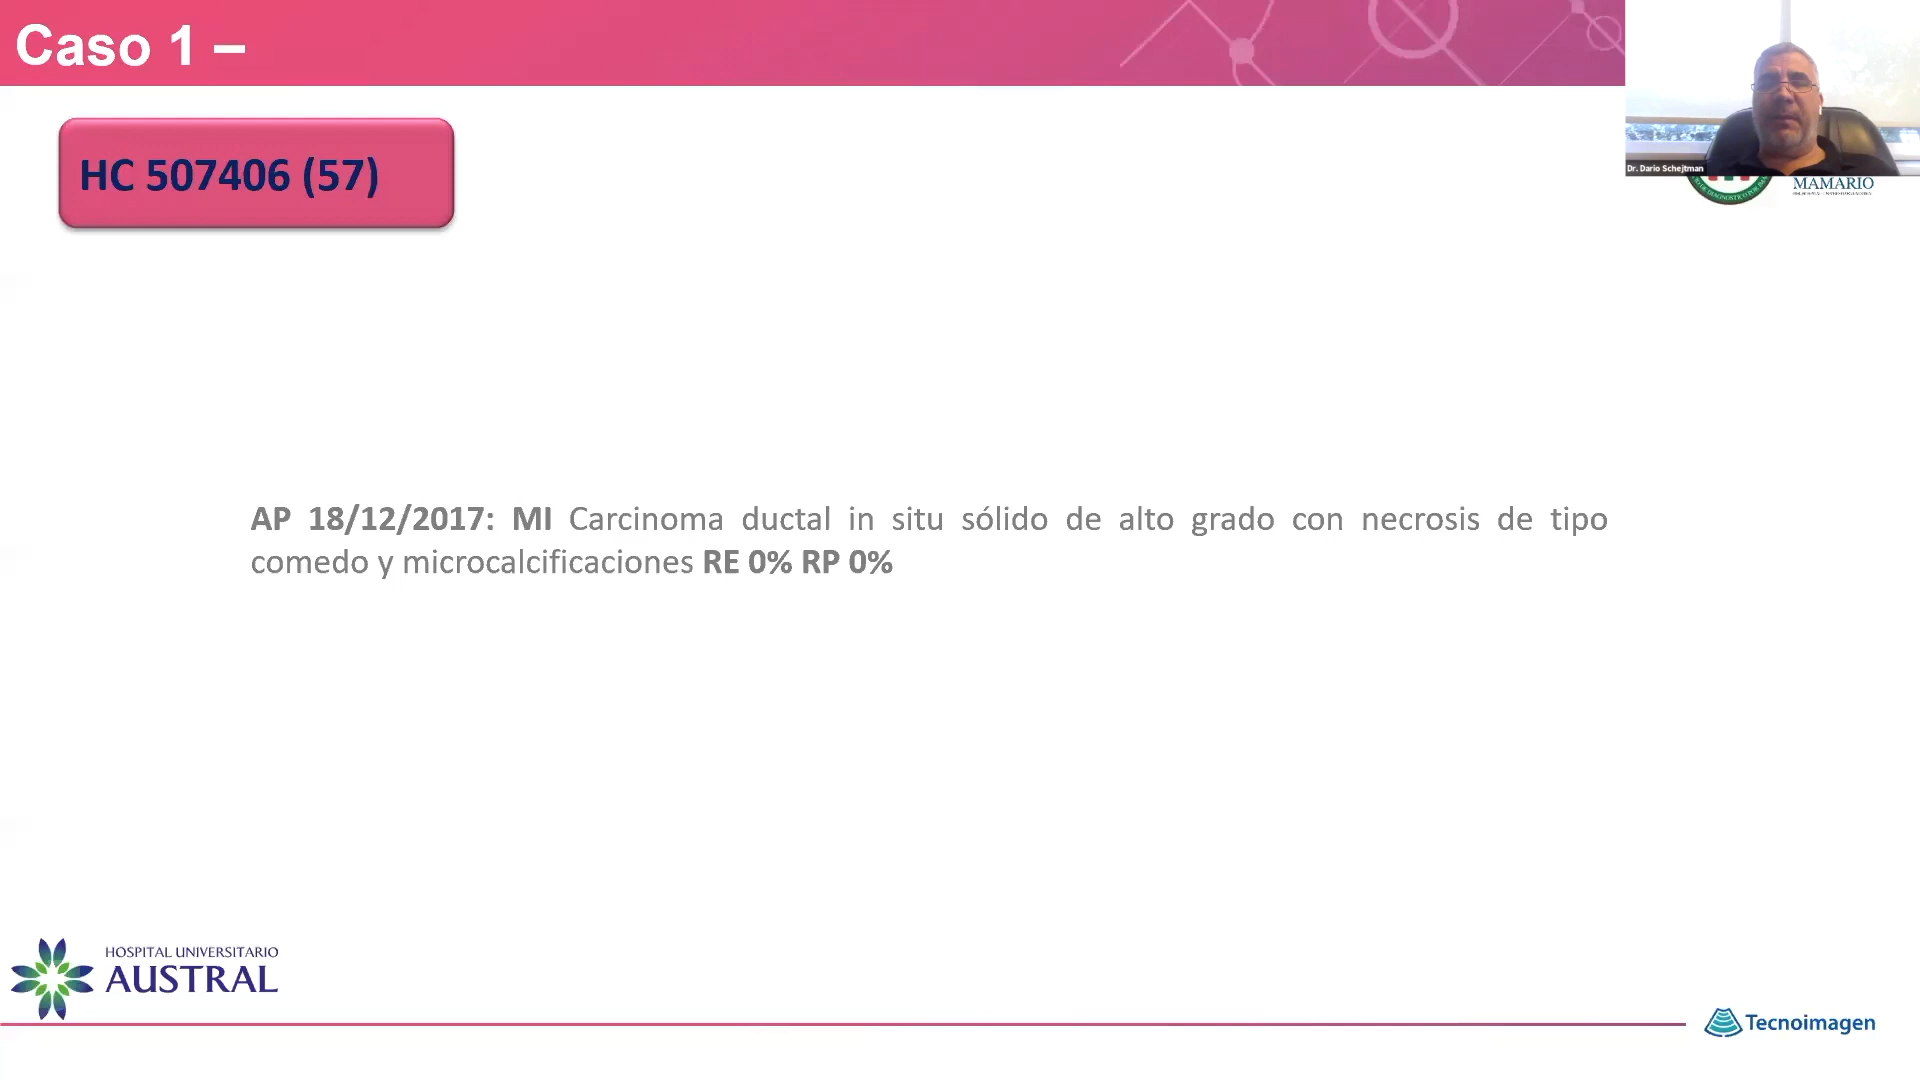 Caso 1 –
HC 507406 (57)
Dr. Dario Schejtman
MAMARIO
AP 18/12/2017: MI Carcinoma ductal in situ sólido de alto grado con necrosis de tipo
comedo y microcalcificaciones RE 0% RP 0%
HOSPITAL UNIVERSITARIO
AUSTRAL
Tecnoimagen